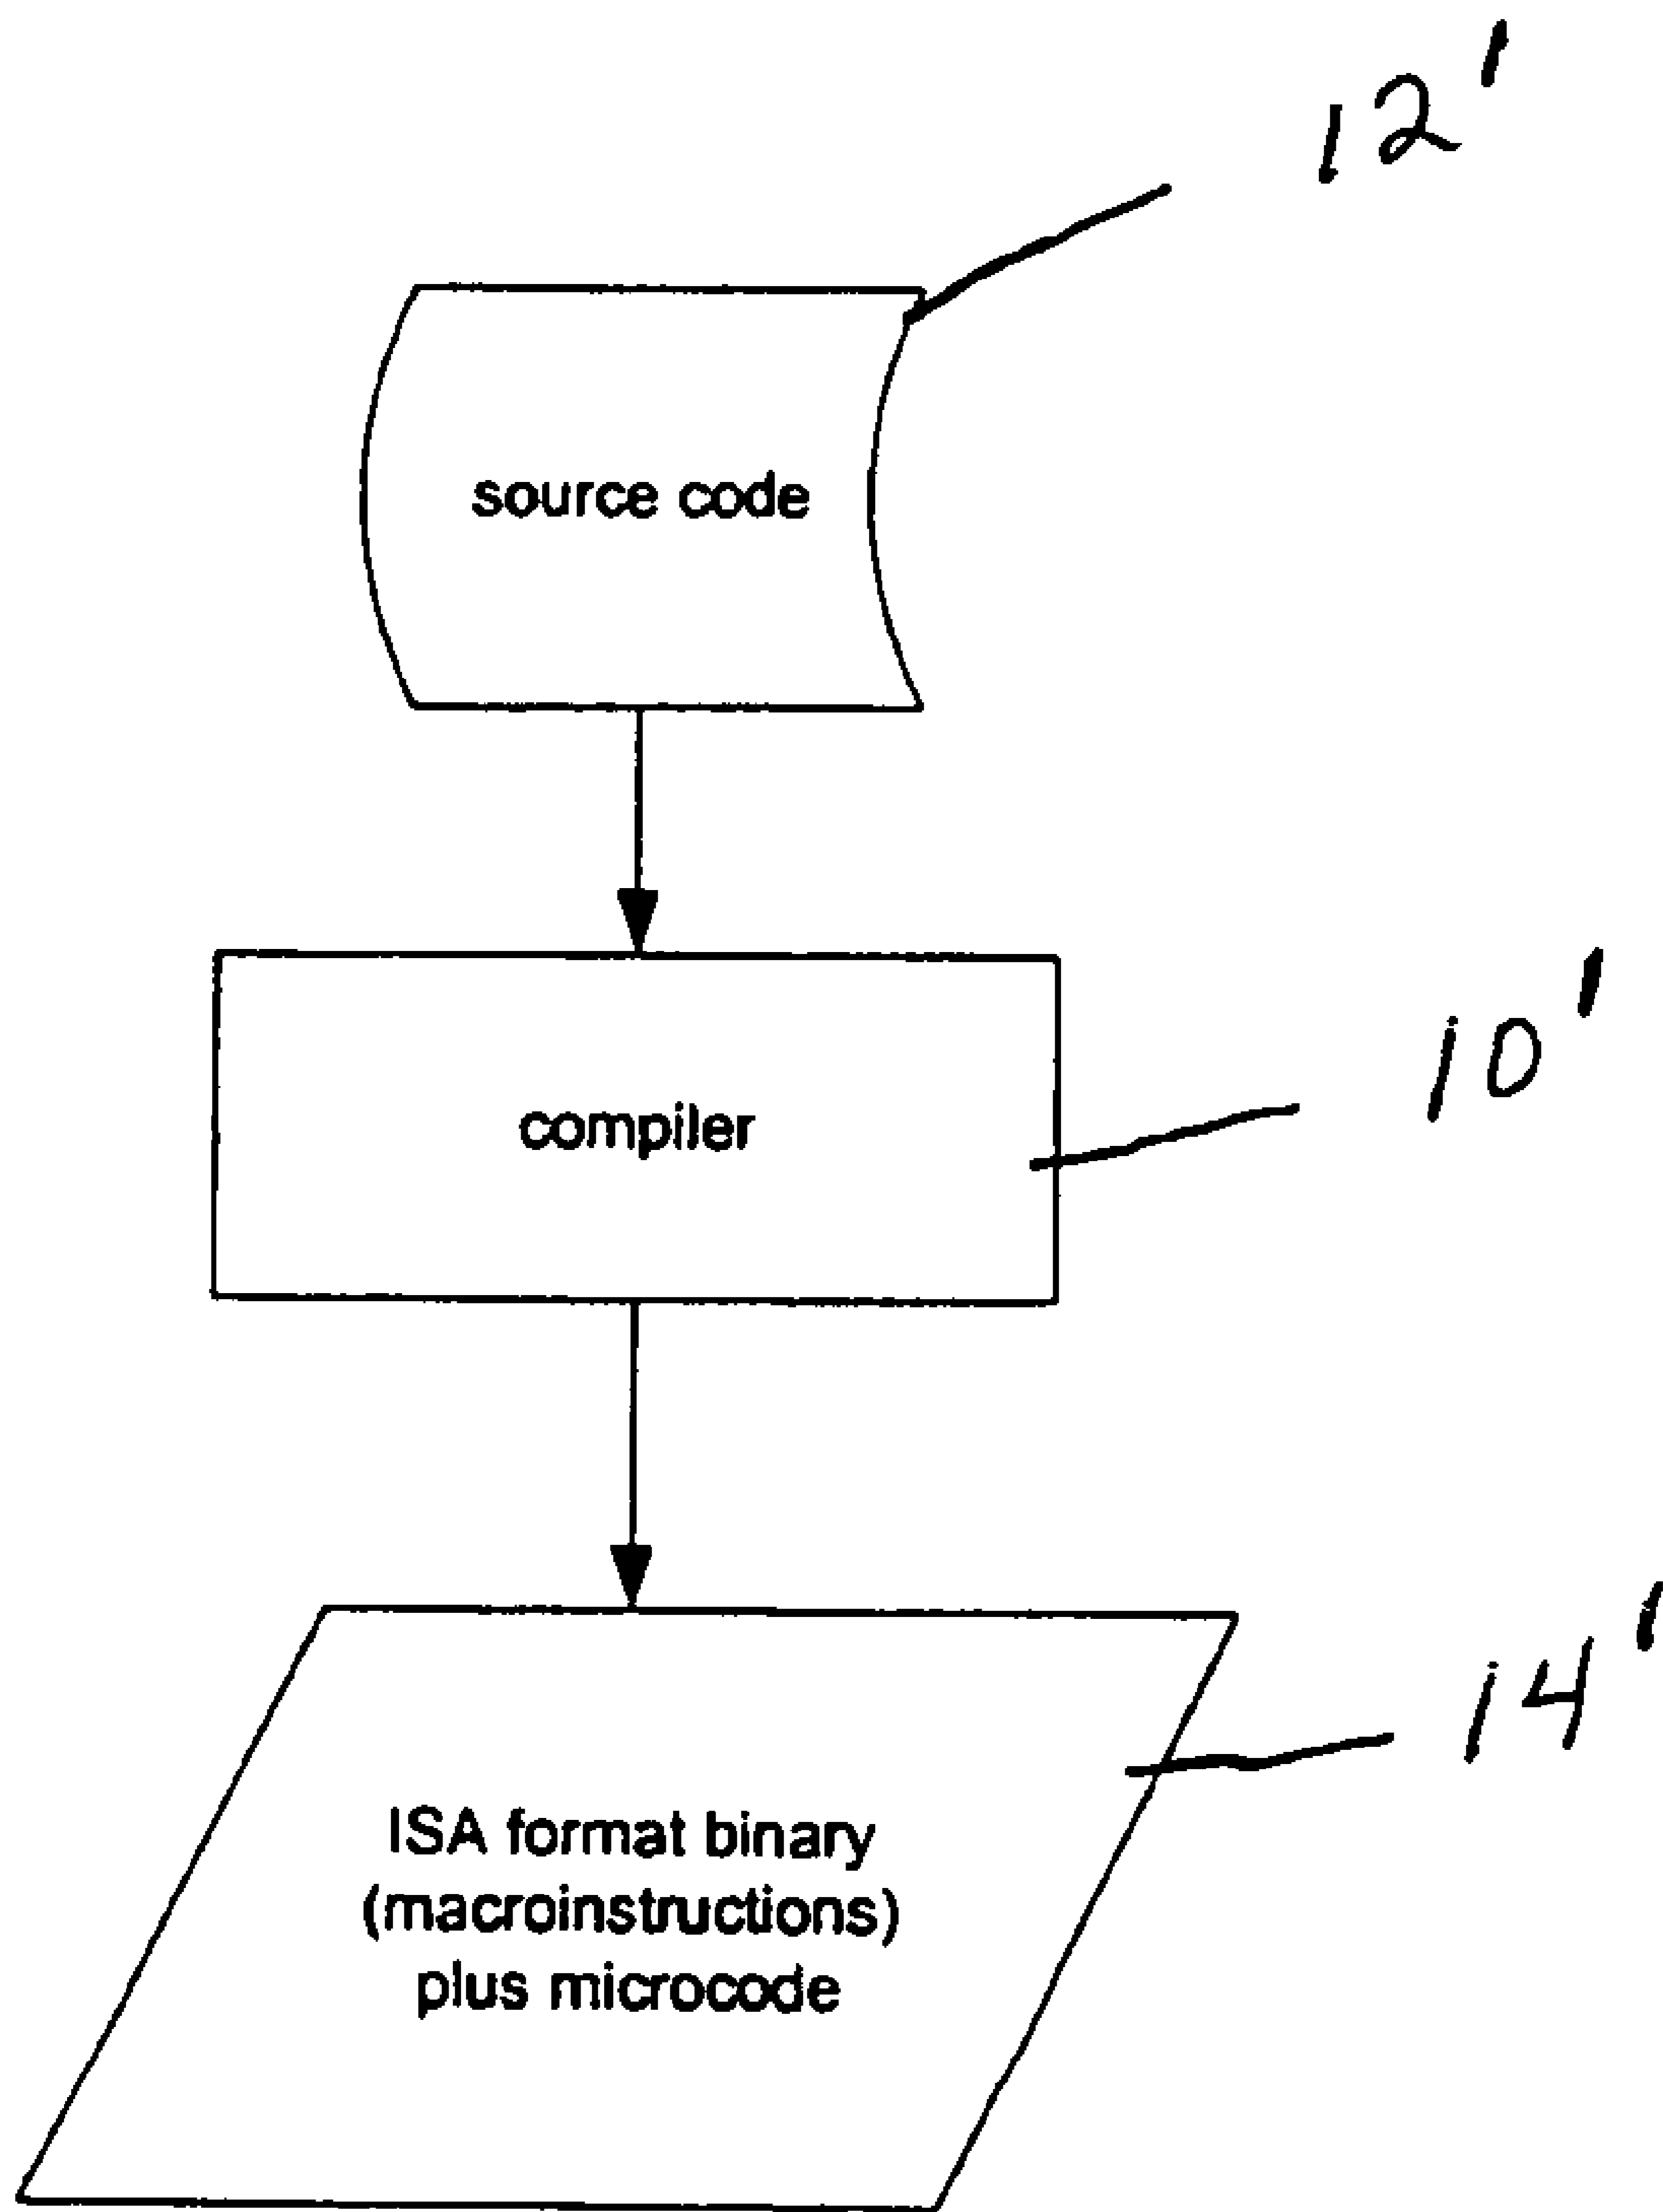 12'
source code
10'
compiler
14'
ISA format binary
(macroinstructions)
plus microcode